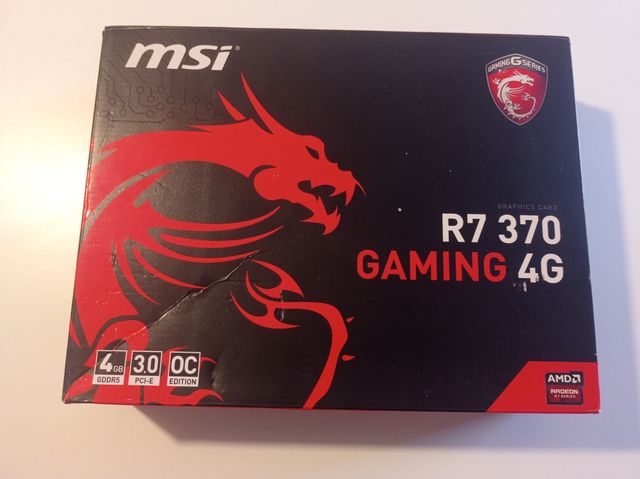 msi®
GAMING G SERIES
GRAPHICS CARD
R7 370
GAMING 4G
4GB
GDDR5
3.0
PCI-E
OC
EDITION
AMD
RADEON
R7 SERIES